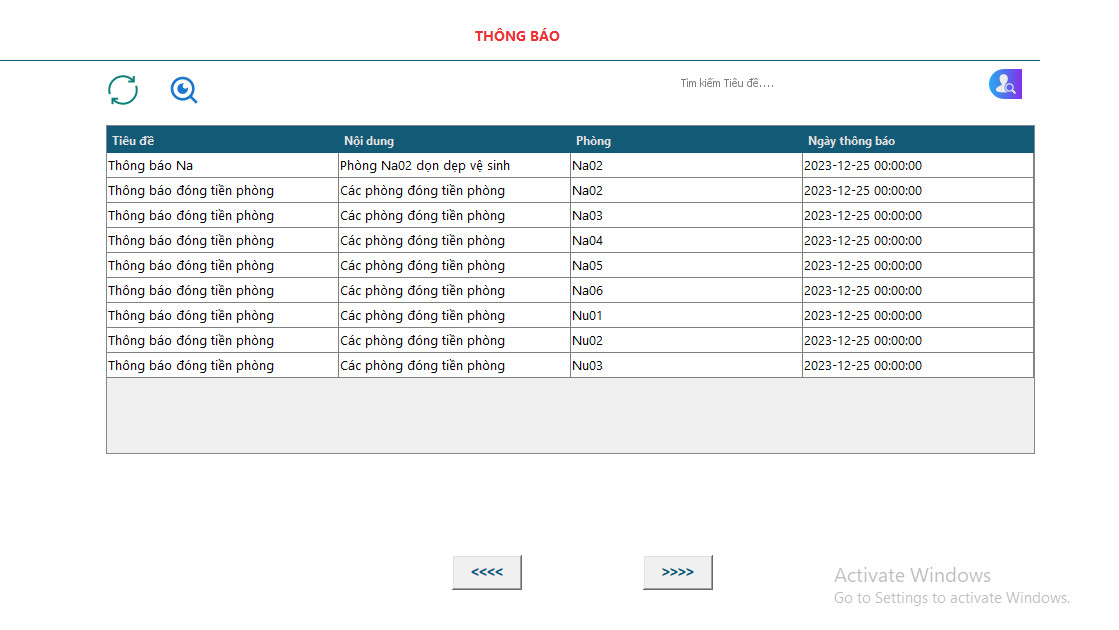 THÔNG BÁO
Tìm kiếm Tiêu đề....
Tiêu đề Nội dung Phòng Ngày thông báo
Thông báo Na Phòng Na02 dọn dẹp vệ sinh Na02 2023-12-25 00:00:00
Thông báo đóng tiền phòng Các phòng đóng tiền phòng Na02 2023-12-25 00:00:00
Thông báo đóng tiền phòng Các phòng đóng tiền phòng Na03 2023-12-25 00:00:00
Thông báo đóng tiền phòng Các phòng đóng tiền phòng Na04 2023-12-25 00:00:00
Thông báo đóng tiền phòng Các phòng đóng tiền phòng Na05 2023-12-25 00:00:00
Thông báo đóng tiền phòng Các phòng đóng tiền phòng Na06 2023-12-25 00:00:00
Thông báo đóng tiền phòng Các phòng đóng tiền phòng Nu01 2023-12-25 00:00:00
Thông báo đóng tiền phòng Các phòng đóng tiền phòng Nu02 2023-12-25 00:00:00
Thông báo đóng tiền phòng Các phòng đóng tiền phòng Nu03 2023-12-25 00:00:00
<<<< >>>>
Activate Windows
Go to Settings to activate Windows.